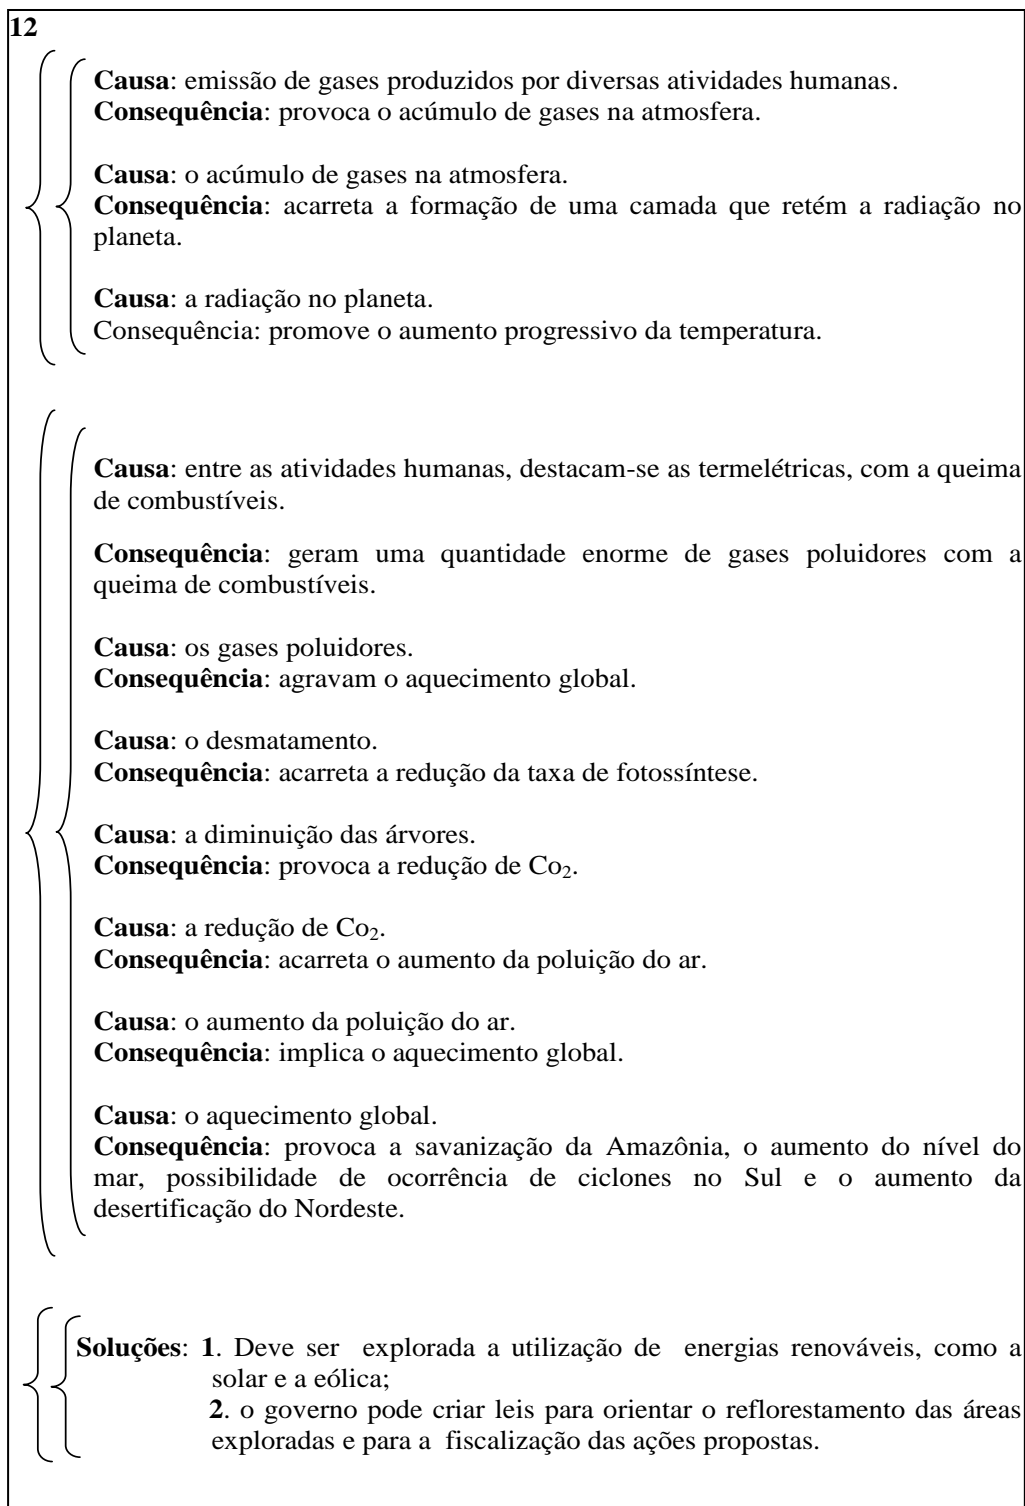 12
Causa: emissão de gases produzidos por diversas atividades humanas.
Consequência: provoca o acúmulo de gases na atmosfera.
Causa: o acúmulo de gases na atmosfera.
Consequência: acarreta a formação de uma camada que retém a radiação no
planeta.
Causa: a radiação no planeta.
Consequência: promove o aumento progressivo da temperatura.
Causa: entre as atividades humanas, destacam-se as termelétricas, com a queima
de combustíveis.
Consequência: geram uma quantidade enorme de gases poluidores com a
queima de combustíveis.
Causa: os gases poluidores.
Consequência: agravam o aquecimento global.
Causa: o desmatamento.
Consequência: acarreta a redução da taxa de fotossíntese.
Causa: a diminuição das árvores.
Consequência: provoca a redução de Co₂.
Causa: a redução de Co₂.
Consequência: acarreta o aumento da poluição do ar.
Causa: o aumento da poluição do ar.
Consequência: implica o aquecimento global.
Causa: o aquecimento global.
Consequência: provoca a savanização da Amazônia, o aumento do nível do
mar, possibilidade de ocorrência de ciclones no Sul e o aumento da
desertificação do Nordeste.
Soluções: 1. Deve ser explorada a utilização de energias renováveis, como a
solar e a eólica;
2. o governo pode criar leis para orientar o reflorestamento das áreas
exploradas e para a fiscalização das ações propostas.